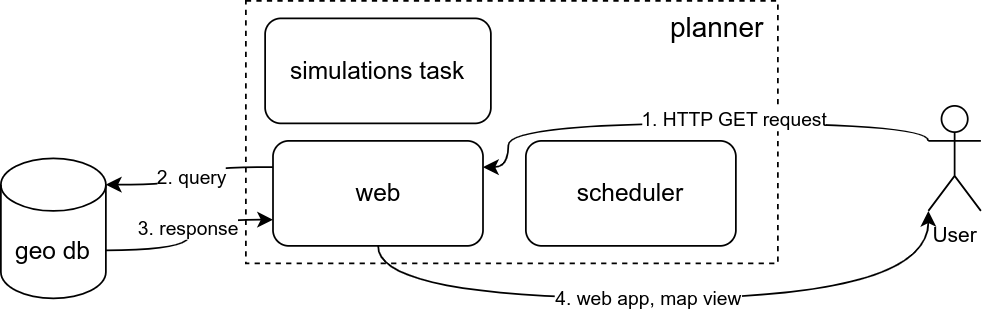 planner
simulations task
1. HTTP GET request
2. query
web
scheduler
3. response
User
geo db
4. web app, map view